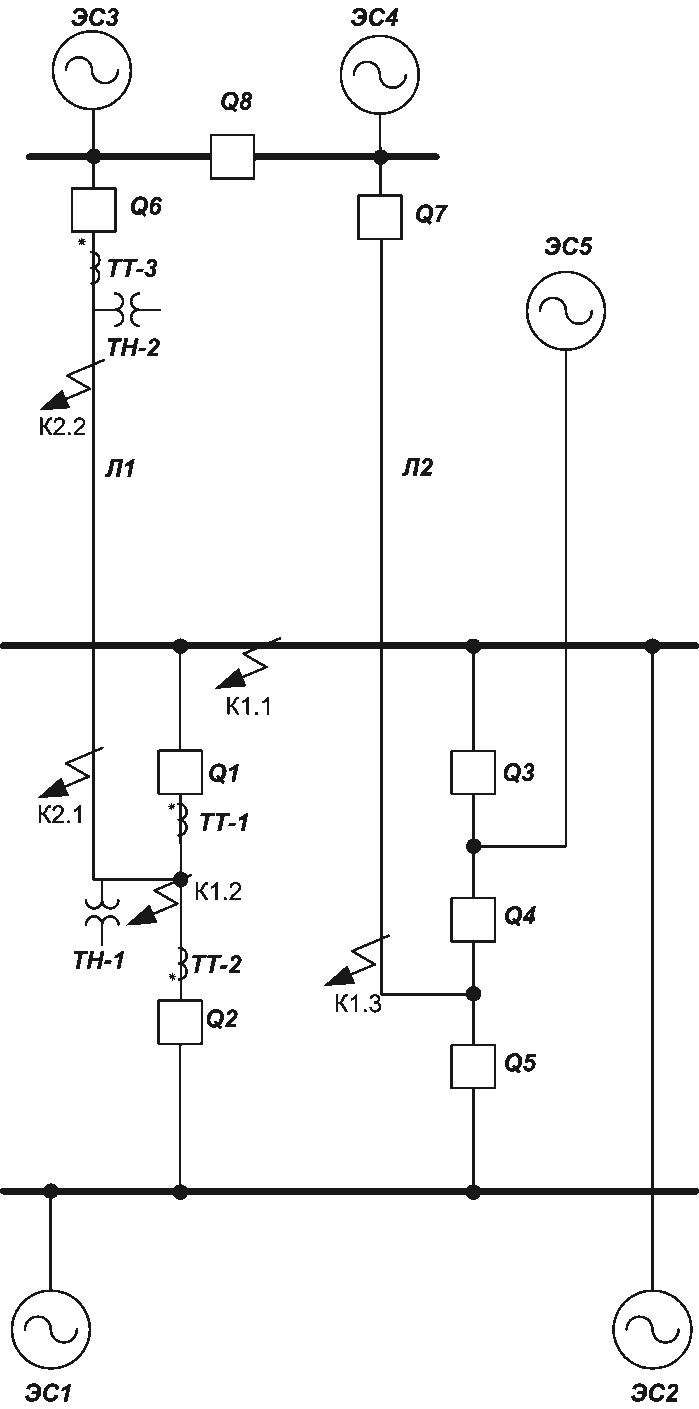 ЭС3
ЭС4
Q8
Q6
Q7
*
ТТ-3
ЭС5
ТН-2
К2.2
Л1
Л2
К1.1
К2.1
Q1
Q3
*
ТТ-1
К1.2
Q4
ТН-1
ТТ-2
*
К1.3
Q2
Q5
ЭС1
ЭС2